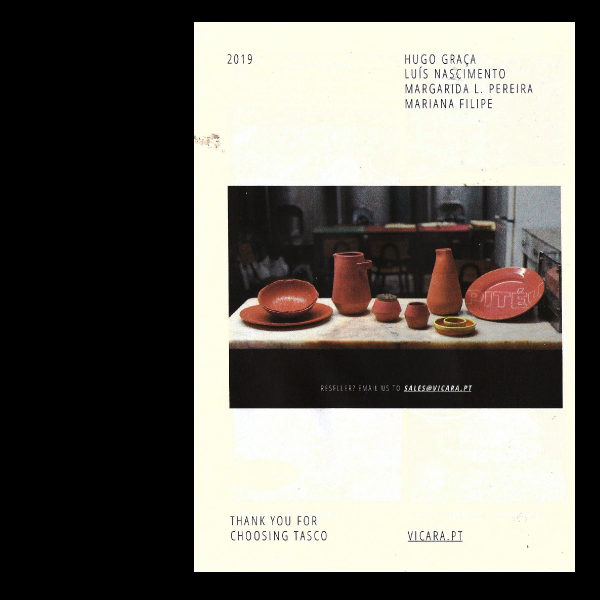 2019
HUGO GRAÇA
LUÍS NASCIMENTO
MARGARIDA L. PEREIRA
MARIANA FILIPE
RESELLER? EMAIL US TO SALES@VICARA.PT
THANK YOU FOR
CHOOSING TASCO
VICARA.PT